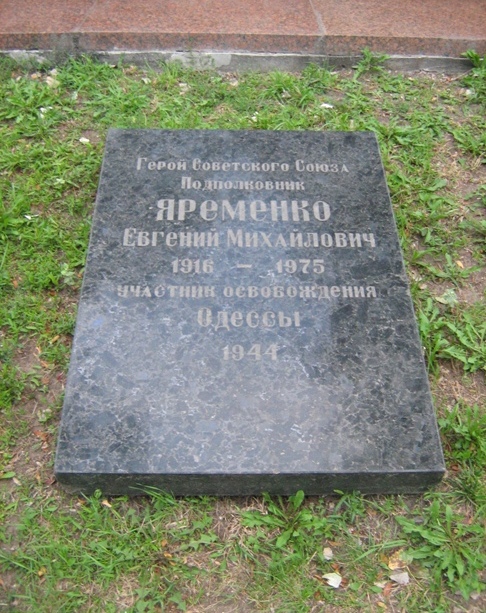 Герой Советского Союза
Подполковник
ЯРЕМЕНКО
Евгений Михайлович
1916 — 1975
участник освобождения
Одессы
1944